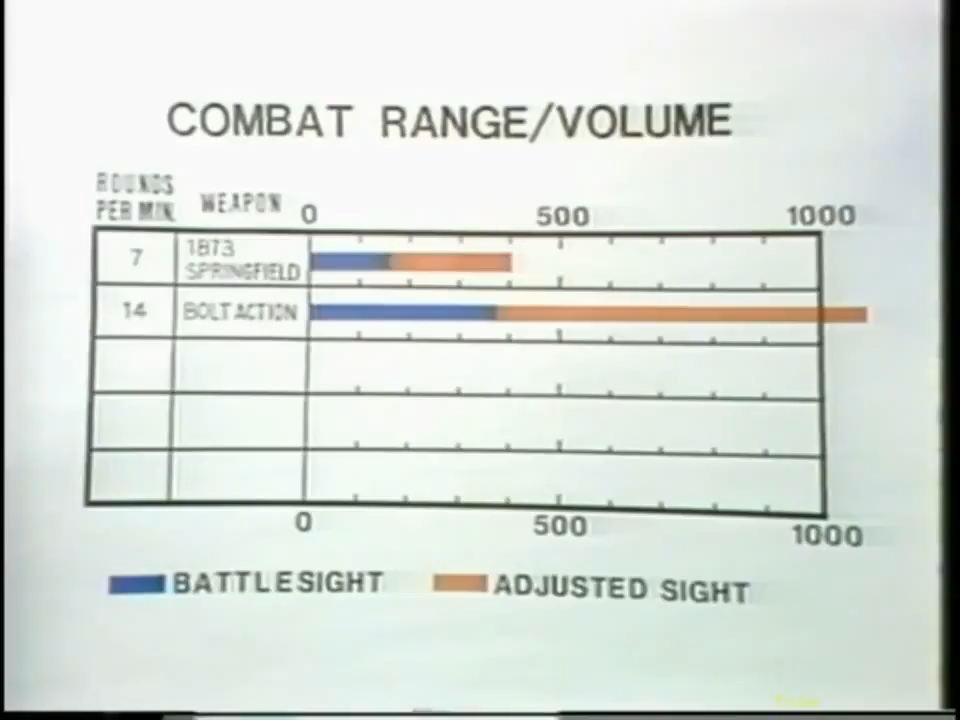 COMBAT RANGE/VOLUME
ROUNDS
PER MIN.
WEAPON
0
500
1000
7
1873
SPRINGFIELD
14
BOLT ACTION
0
500
1000
BATTLESIGHT
ADJUSTED SIGHT